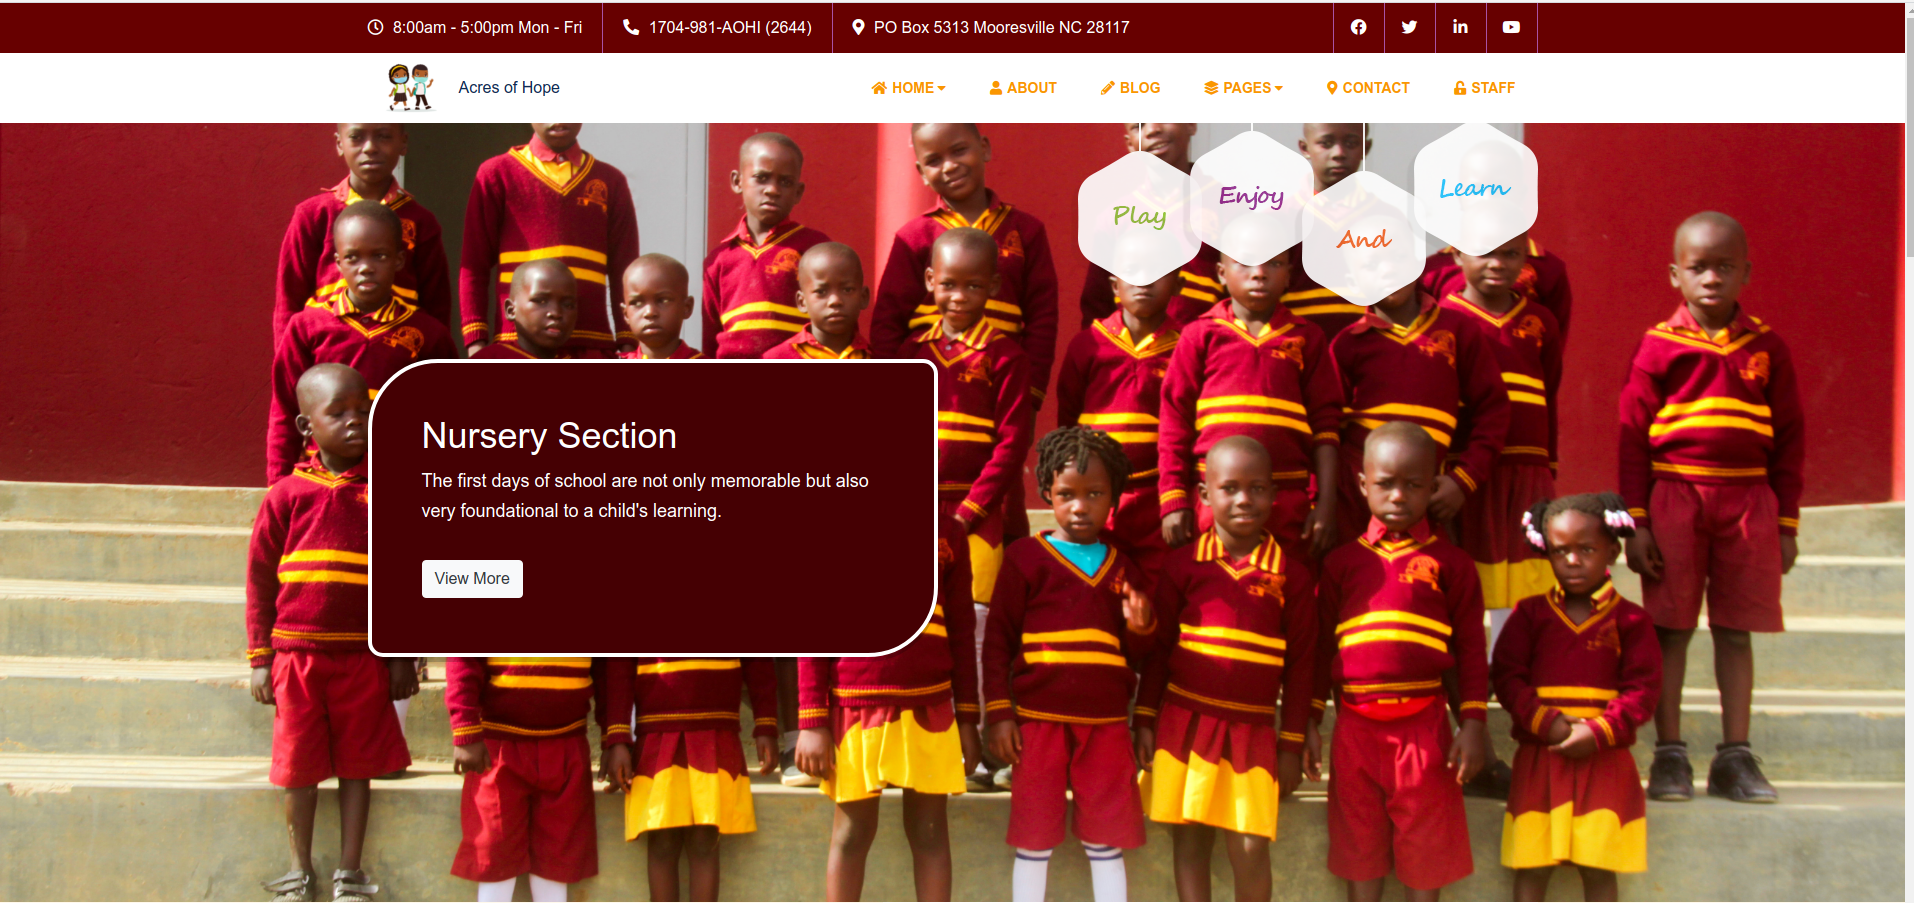 8:00am - 5:00pm Mon - Fri
1704-981-AOHI (2644)
PO Box 5313 Mooresville NC 28117
Acres of Hope
HOME
ABOUT
BLOG
PAGES
CONTACT
STAFF
Play
Enjoy
And
Learn
Nursery Section
The first days of school are not only memorable but also
very foundational to a child's learning.
View More